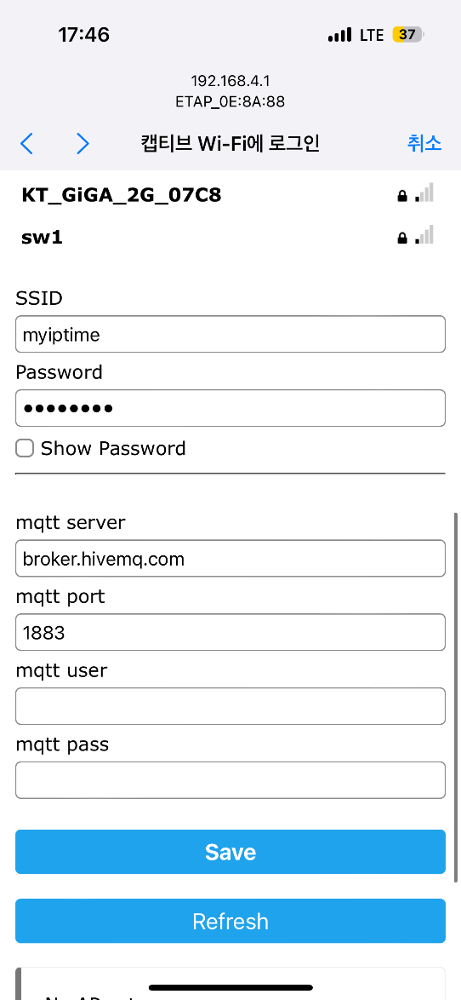 17:46
LTE 37
192.168.4.1
ETAP_0E:8A:88
캡티브 Wi-Fi에 로그인
취소
KT_GiGA_2G_07C8
sw1
SSID
myiptime
Password
••••••••
Show Password
mqtt server
broker.hivemq.com
mqtt port
1883
mqtt user
mqtt pass
Save
Refresh